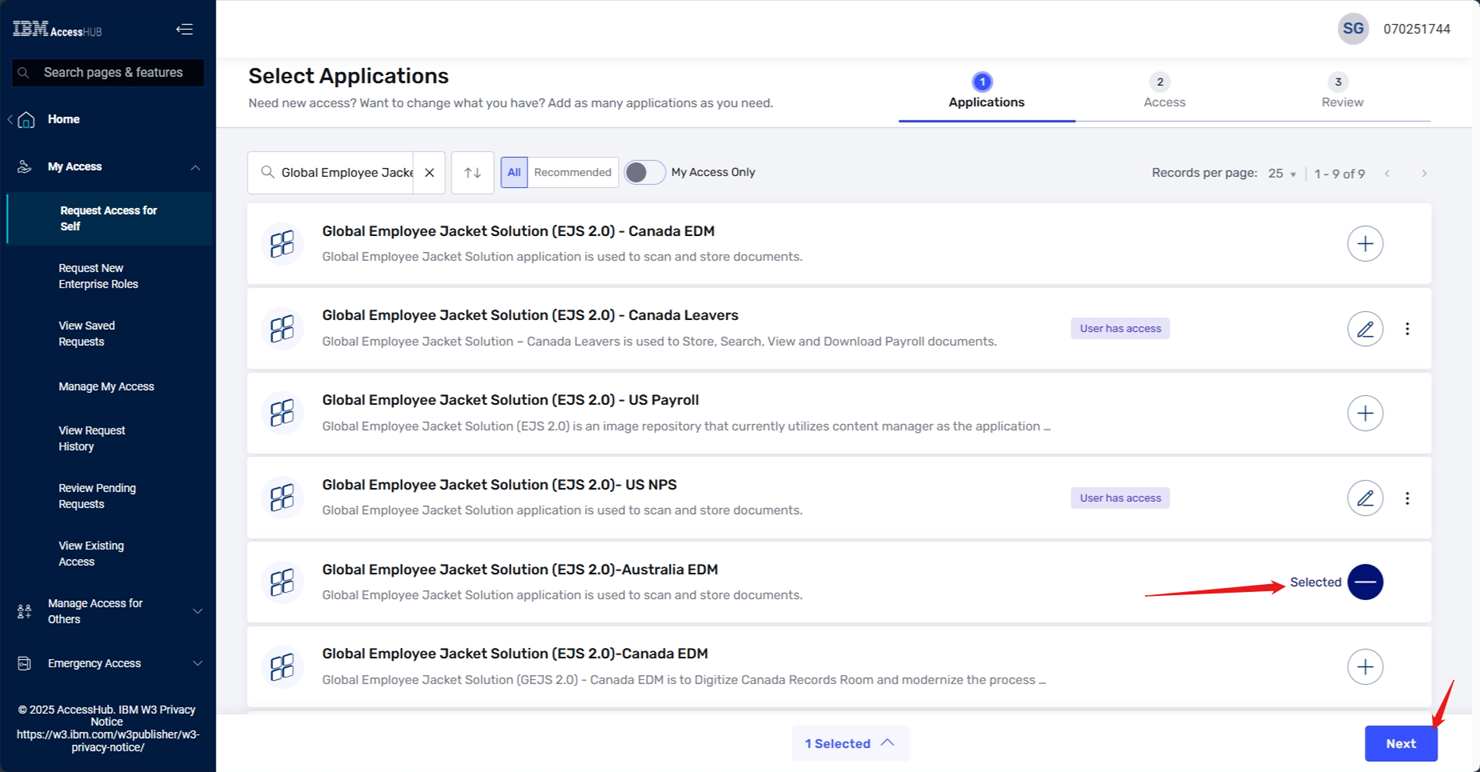 IBM AccessHUB
Search pages & features
Home
My Access
Request Access for
Self
Request New
Enterprise Roles
View Saved
Requests
Manage My Access
View Request
History
Review Pending
Requests
View Existing
Access
Manage Access for
Others
Emergency Access
© 2025 AccessHub. IBM W3 Privacy
Notice
https://w3.ibm.com/w3publisher/w3-
privacy-notice/
SG 070251744
Select Applications
Need new access? Want to change what you have? Add as many applications as you need.
1 Applications
2 Access
3 Review
Global Employee Jacke
All Recommended My Access Only
Records per page: 25 1 - 9 of 9
Global Employee Jacket Solution (EJS 2.0) - Canada EDM
Global Employee Jacket Solution application is used to scan and store documents.
Global Employee Jacket Solution (EJS 2.0) - Canada Leavers
Global Employee Jacket Solution – Canada Leavers is used to Store, Search, View and Download Payroll documents.
User has access
Global Employee Jacket Solution (EJS 2.0) - US Payroll
Global Employee Jacket Solution (EJS 2.0) is an image repository that currently utilizes content manager as the application ...
Global Employee Jacket Solution (EJS 2.0)- US NPS
Global Employee Jacket Solution application is used to scan and store documents.
User has access
Global Employee Jacket Solution (EJS 2.0)-Australia EDM
Global Employee Jacket Solution application is used to scan and store documents.
Selected
Global Employee Jacket Solution (EJS 2.0)-Canada EDM
Global Employee Jacket Solution (GEJS 2.0) - Canada EDM is to Digitize Canada Records Room and modernize the process ...
1 Selected
Next